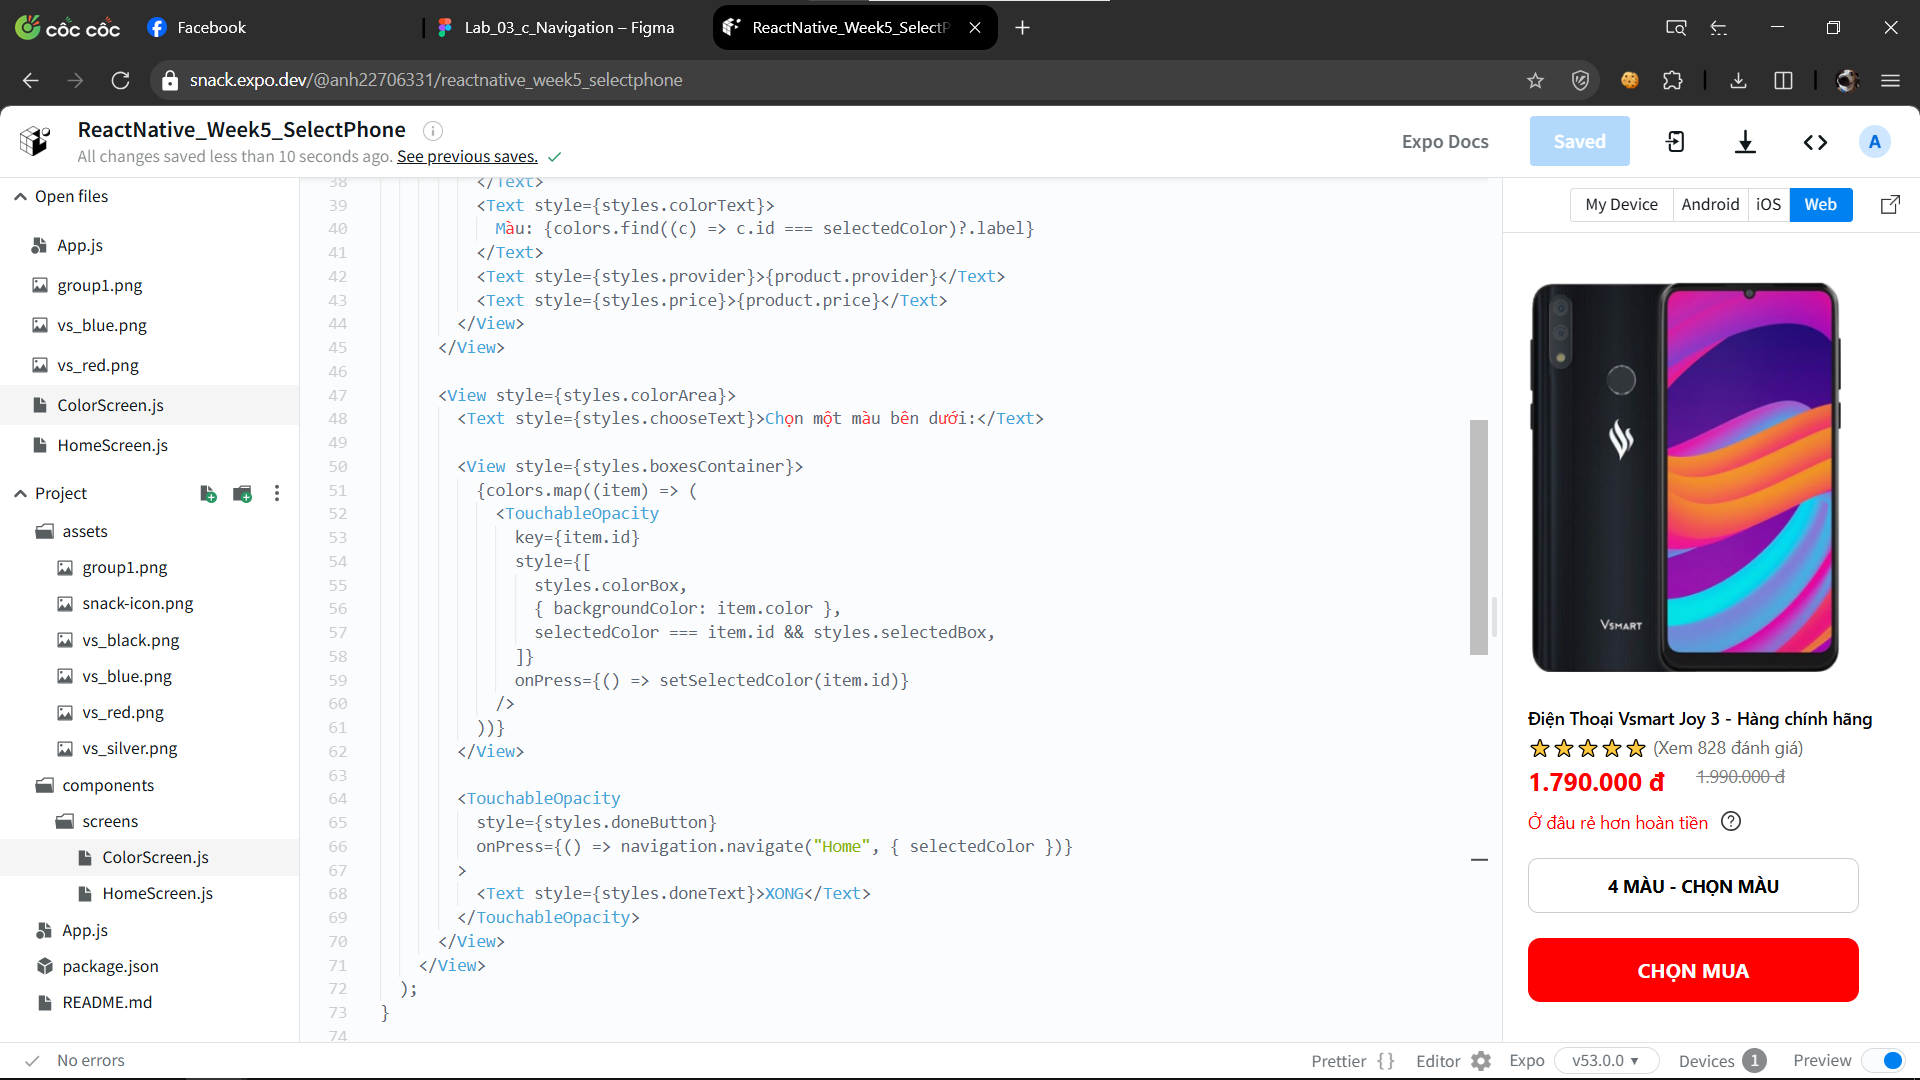 cốc cốc
Facebook
Lab_03_c_Navigation – Figma
ReactNative_Week5_SelectP
snack.expo.dev/@anh22706331/reactnative_week5_selectphone
ReactNative_Week5_SelectPhone
All changes saved less than 10 seconds ago. See previous saves.
Expo Docs
Saved
A
Open files
App.js
group1.png
vs_blue.png
vs_red.png
ColorScreen.js
HomeScreen.js
Project
assets
group1.png
snack-icon.png
vs_black.png
vs_blue.png
vs_red.png
vs_silver.png
components
screens
ColorScreen.js
HomeScreen.js
App.js
package.json
README.md
38 </Text>
39 <Text style={styles.colorText}>
40 Màu: {colors.find((c) => c.id === selectedColor)?.label}
41 </Text>
42 <Text style={styles.provider}>{product.provider}</Text>
43 <Text style={styles.price}>{product.price}</Text>
44 </View>
45 </View>
46
47 <View style={styles.colorArea}>
48 <Text style={styles.chooseText}>Chọn một màu bên dưới:</Text>
49
50 <View style={styles.boxesContainer}>
51 {colors.map((item) => (
52 <TouchableOpacity
53 key={item.id}
54 style={[
55 styles.colorBox,
56 { backgroundColor: item.color },
57 selectedColor === item.id && styles.selectedBox,
58 ]}
59 onPress={() => setSelectedColor(item.id)}
60 />
61 ))}
62 </View>
63
64 <TouchableOpacity
65 style={styles.doneButton}
66 onPress={() => navigation.navigate("Home", { selectedColor })}
67 >
68 <Text style={styles.doneText}>XONG</Text>
69 </TouchableOpacity>
70 </View>
71 </View>
72 );
73 }
74
My Device
Android
iOS
Web
VSMART
Điện Thoại Vsmart Joy 3 - Hàng chính hãng
(Xem 828 đánh giá)
1.790.000 đ
1.990.000 đ
Ở đâu rẻ hơn hoàn tiền
4 MÀU - CHỌN MÀU
CHỌN MUA
No errors
Prettier { }
Editor
Expo
v53.0.0
Devices 1
Preview